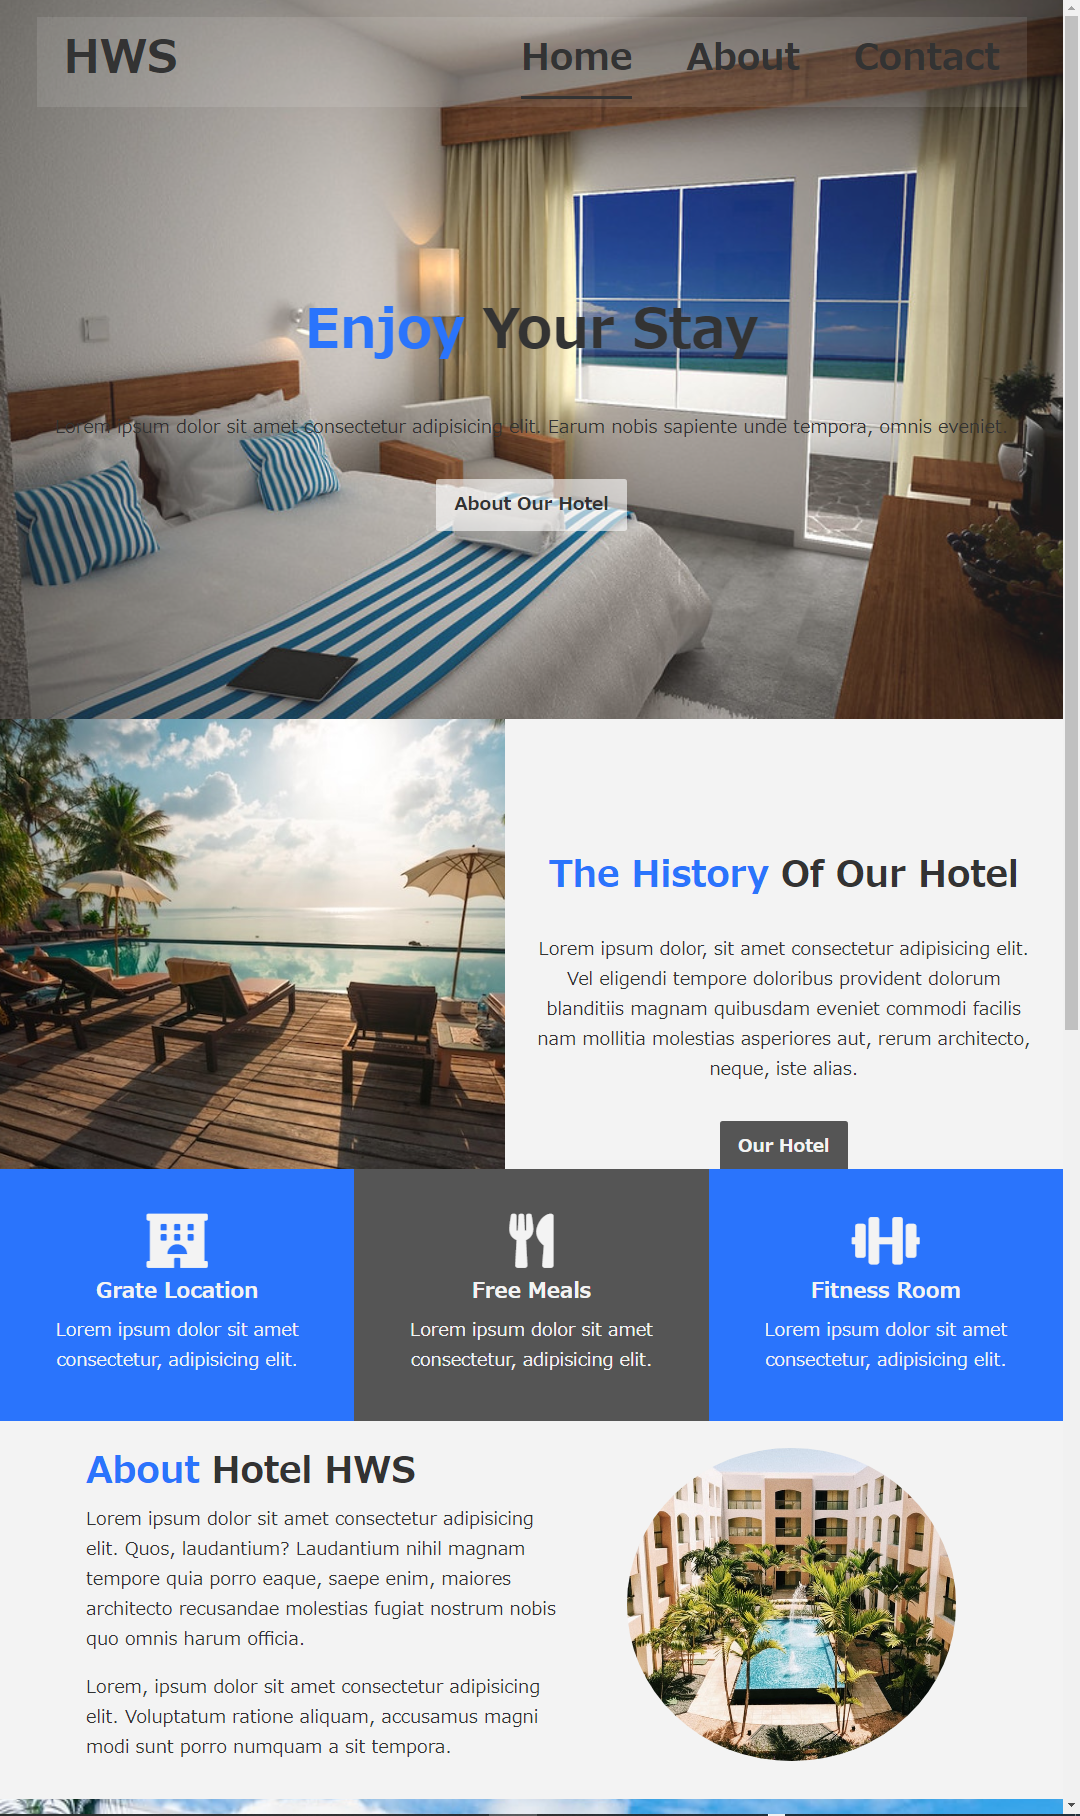 HWS
Home About Contact
Enjoy Your Stay
Lorem ipsum dolor sit amet consectetur adipisicing elit. Earum nobis sapiente unde tempora, omnis eveniet.
About Our Hotel
The History Of Our Hotel
Lorem ipsum dolor, sit amet consectetur adipisicing elit.
Vel eligendi tempore doloribus provident dolorum
blanditiis magnam quibusdam eveniet commodi facilis
nam mollitia molestias asperiores aut, rerum architecto,
neque, iste alias.
Our Hotel
Grate Location
Lorem ipsum dolor sit amet
consectetur, adipisicing elit.
Free Meals
Lorem ipsum dolor sit amet
consectetur, adipisicing elit.
Fitness Room
Lorem ipsum dolor sit amet
consectetur, adipisicing elit.
About Hotel HWS
Lorem ipsum dolor sit amet consectetur adipisicing
elit. Quos, laudantium? Laudantium nihil magnam
tempore quia porro eaque, saepe enim, maiores
architecto recusandae molestias fugiat nostrum nobis
quo omnis harum officia.
Lorem, ipsum dolor sit amet consectetur adipisicing
elit. Voluptatum ratione aliquam, accusamus magni
modi sunt porro numquam a sit tempora.